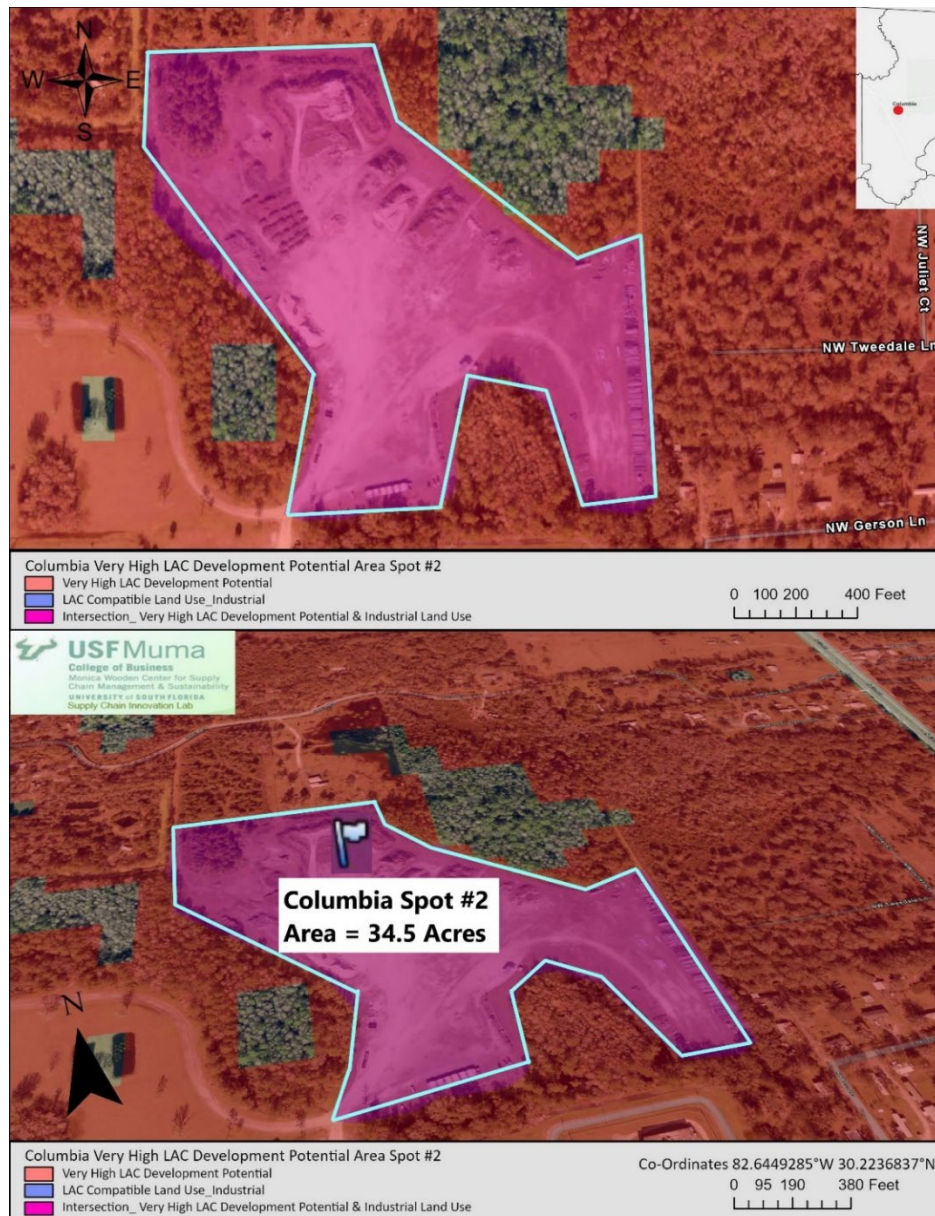 N
W E
S
Columbia
NW Juliet Ct
NW Tweedale Ln
NW Gerson Ln
Columbia Very High LAC Development Potential Area Spot #2
Very High LAC Development Potential
LAC Compatible Land Use_Industrial
Intersection_ Very High LAC Development Potential & Industrial Land Use
0 100 200 400 Feet
USF Muma
College of Business
Monica Wooden Center for Supply
Chain Management & Sustainability
UNIVERSITY of SOUTH FLORIDA
Supply Chain Innovation Lab
Columbia Spot #2
Area = 34.5 Acres
N
Columbia Very High LAC Development Potential Area Spot #2
Very High LAC Development Potential
LAC Compatible Land Use_Industrial
Intersection_ Very High LAC Development Potential & Industrial Land Use
Co-Ordinates 82.6449285°W 30.2236837°N
0 95 190 380 Feet